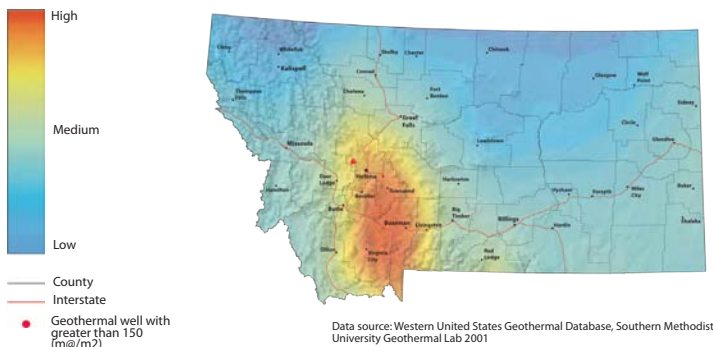 High
Medium
Low
County
Interstate
Geothermal well with
greater than 150
(m@/m2)
Libby
Whitefish
Kalispell
Thompson
Falls
Missoula
Hamilton
Shelby
Chester
Conrad
Choteau
Fort
Benton
Great
Falls
Chinook
Glasgow
Wolf
Point
Sidney
Circle
Glendive
Lewistown
Deer
Lodge
Helena
Boulder
Townsend
Butte
Harlowton
Bozeman
Livingston
Big
Timber
Dillon
Virginia
City
Red
Lodge
Billings
Hardin
Hysham
Forsyth
Miles
City
Baker
Ekalaka
Data source: Western United States Geothermal Database, Southern Methodist
University Geothermal Lab 2001